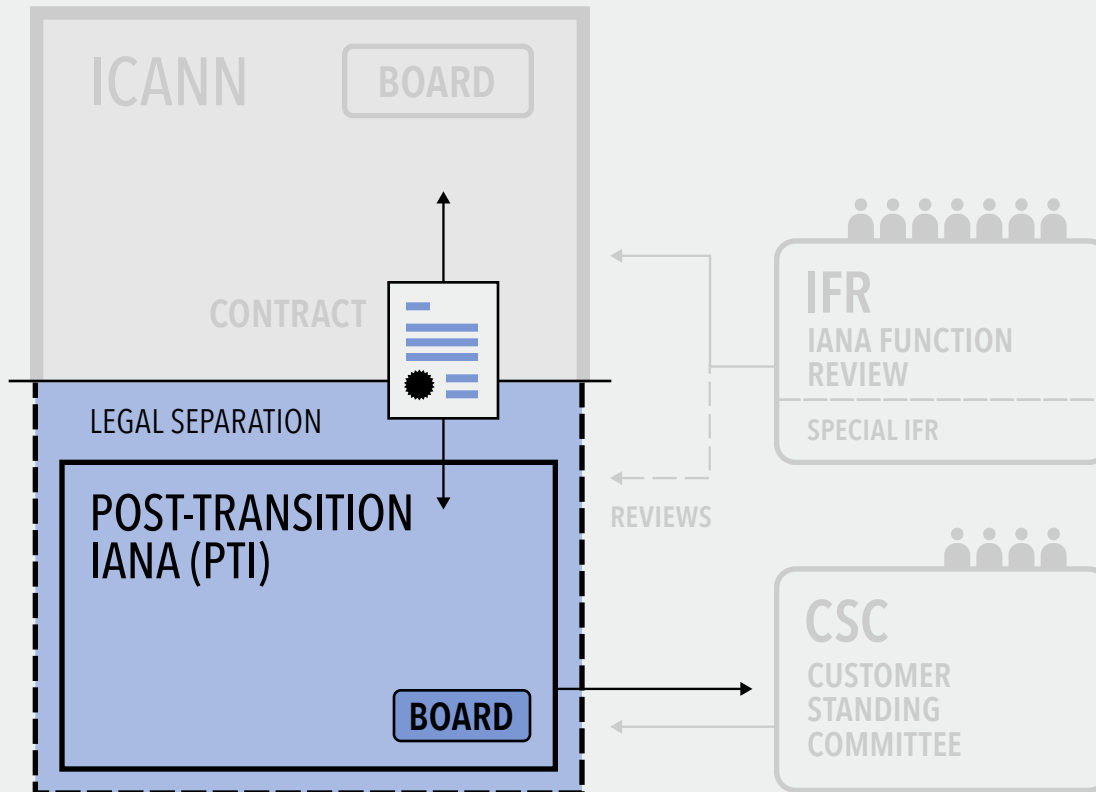 ICANN
BOARD
CONTRACT
LEGAL SEPARATION
POST-TRANSITION
IANA (PTI)
BOARD
IFR
IANA FUNCTION
REVIEW
SPECIAL IFR
REVIEWS
CSC
CUSTOMER
STANDING
COMMITTEE